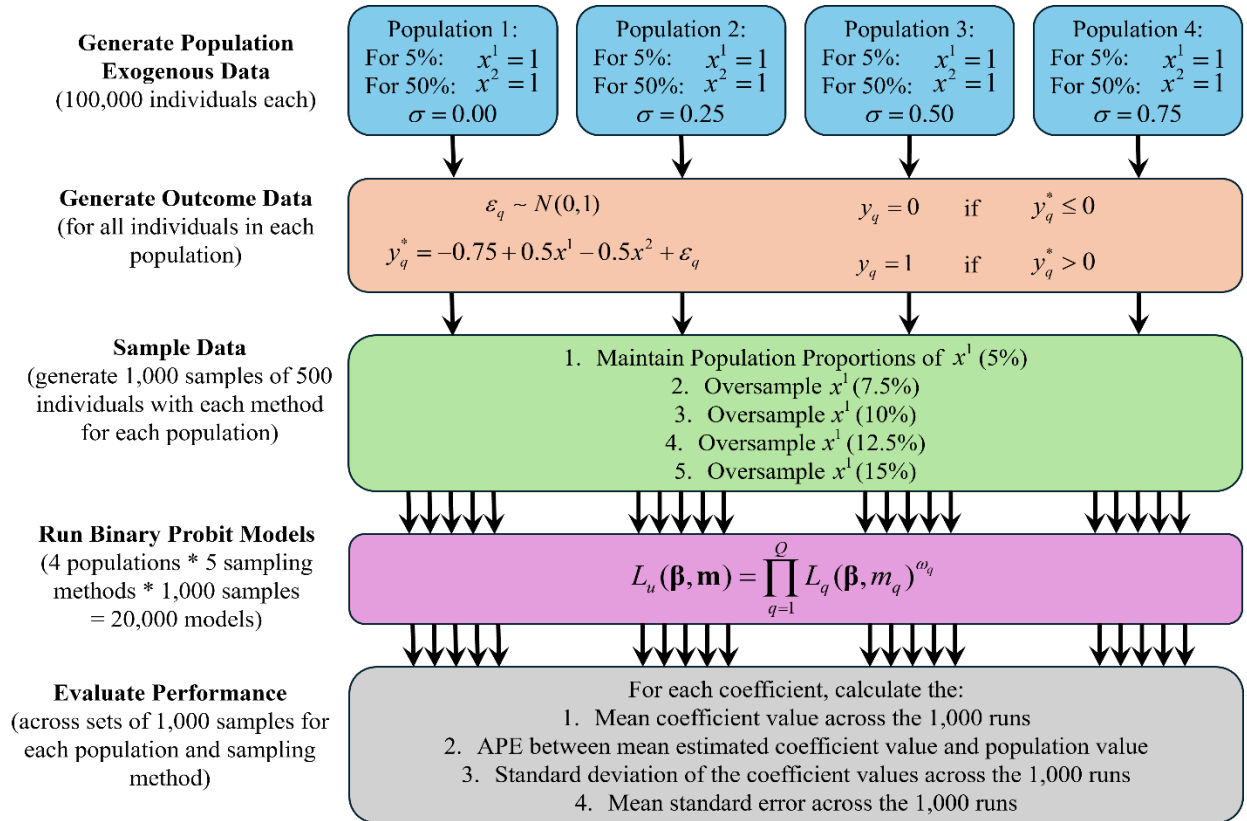 Generate Population
Exogenous Data
(100,000 individuals each)
Population 1:
For 5%: x¹ = 1
For 50%: x² = 1
σ = 0.00
Population 2:
For 5%: x¹ = 1
For 50%: x² = 1
σ = 0.25
Population 3:
For 5%: x¹ = 1
For 50%: x² = 1
σ = 0.50
Population 4:
For 5%: x¹ = 1
For 50%: x² = 1
σ = 0.75
Generate Outcome Data
(for all individuals in each
population)
ε_q ~ N(0,1)
y_q^* = −0.75 + 0.5x¹ − 0.5x² + ε_q
y_q = 0 if y_q^* ≤ 0
y_q = 1 if y_q^* > 0
Sample Data
(generate 1,000 samples of 500
individuals with each method
for each population)
1. Maintain Population Proportions of x¹ (5%)
2. Oversample x¹ (7.5%)
3. Oversample x¹ (10%)
4. Oversample x¹ (12.5%)
5. Oversample x¹ (15%)
Run Binary Probit Models
(4 populations * 5 sampling
methods * 1,000 samples
= 20,000 models)
L_u(β, m) = ∏_{q=1}^{Q} L_q(β, m_q)^{ω_q}
Evaluate Performance
(across sets of 1,000 samples for
each population and sampling
method)
For each coefficient, calculate the:
1. Mean coefficient value across the 1,000 runs
2. APE between mean estimated coefficient value and population value
3. Standard deviation of the coefficient values across the 1,000 runs
4. Mean standard error across the 1,000 runs